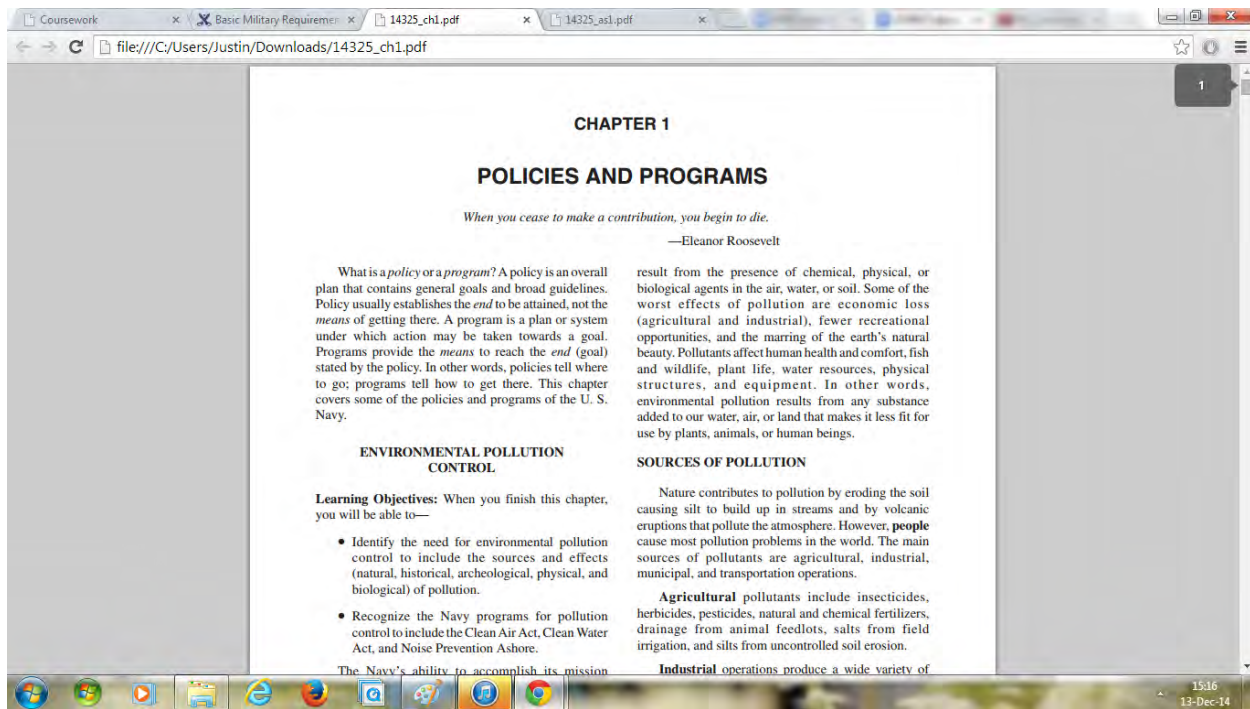 Coursework
Basic Military Requiremen
14325_ch1.pdf
14325_as1.pdf
file:///C:/Users/Justin/Downloads/14325_ch1.pdf
1
CHAPTER 1
POLICIES AND PROGRAMS
When you cease to make a contribution, you begin to die.
—Eleanor Roosevelt
What is a policy or a program? A policy is an overall
plan that contains general goals and broad guidelines.
Policy usually establishes the end to be attained, not the
means of getting there. A program is a plan or system
under which action may be taken towards a goal.
Programs provide the means to reach the end (goal)
stated by the policy. In other words, policies tell where
to go; programs tell how to get there. This chapter
covers some of the policies and programs of the U. S.
Navy.
ENVIRONMENTAL POLLUTION
CONTROL
Learning Objectives: When you finish this chapter,
you will be able to—
• Identify the need for environmental pollution
control to include the sources and effects
(natural, historical, archeological, physical, and
biological) of pollution.
• Recognize the Navy programs for pollution
control to include the Clean Air Act, Clean Water
Act, and Noise Prevention Ashore.
The Navy's ability to accomplish its mission
result from the presence of chemical, physical, or
biological agents in the air, water, or soil. Some of the
worst effects of pollution are economic loss
(agricultural and industrial), fewer recreational
opportunities, and the marring of the earth's natural
beauty. Pollutants affect human health and comfort, fish
and wildlife, plant life, water resources, physical
structures, and equipment. In other words,
environmental pollution results from any substance
added to our water, air, or land that makes it less fit for
use by plants, animals, or human beings.
SOURCES OF POLLUTION
Nature contributes to pollution by eroding the soil
causing silt to build up in streams and by volcanic
eruptions that pollute the atmosphere. However, people
cause most pollution problems in the world. The main
sources of pollutants are agricultural, industrial,
municipal, and transportation operations.
Agricultural pollutants include insecticides,
herbicides, pesticides, natural and chemical fertilizers,
drainage from animal feedlots, salts from field
irrigation, and silts from uncontrolled soil erosion.
Industrial operations produce a wide variety of
15:16
13-Dec-14